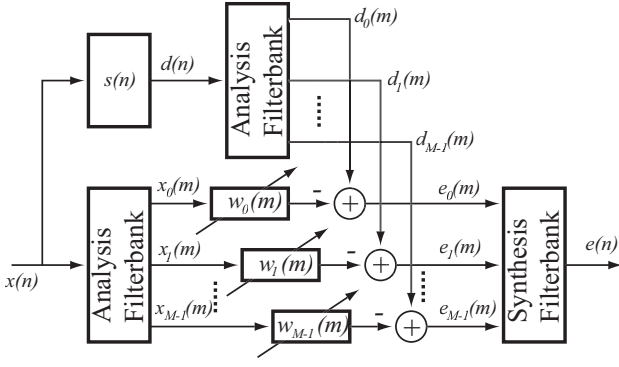 d0(m)
s(n)
d(n)
Analysis
Filterbank
d1(m)
dM-1(m)
x0(m)
w0(m)
-
+
e0(m)
x(n)
Analysis
Filterbank
x1(m)
w1(m)
-
+
e1(m)
e(n)
xM-1(m)
wM-1(m)
-
+
eM-1(m)
Synthesis
Filterbank